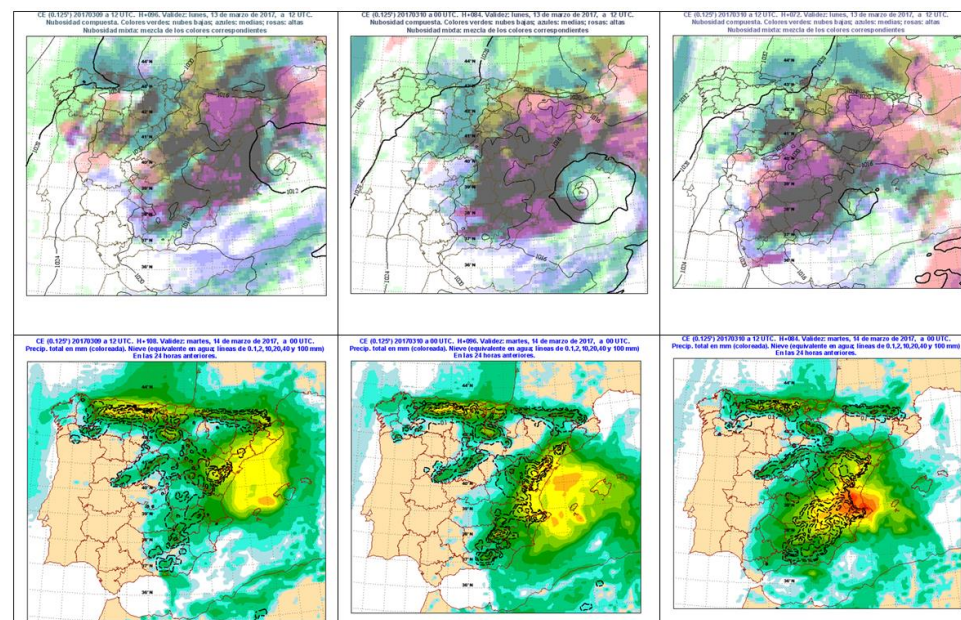 CE (0.125º) 20170309 a 12 UTC.  H+096. Validez: lunes, 13 de marzo de 2017,  a  12 UTC.
Nubosidad compuesta. Colores verdes: nubes bajas; azules: medias; rosas: altas
Nubosidad mixta: mezcla de los colores correspondientes
CE (0.125º) 20170310 a 00 UTC.  H+084. Validez: lunes, 13 de marzo de 2017,  a  12 UTC.
Nubosidad compuesta. Colores verdes: nubes bajas; azules: medias; rosas: altas
Nubosidad mixta: mezcla de los colores correspondientes
CE (0.125º) 20170310 a 12 UTC.  H+072. Validez: lunes, 13 de marzo de 2017,  a  12 UTC.
Nubosidad compuesta. Colores verdes: nubes bajas; azules: medias; rosas: altas
Nubosidad mixta: mezcla de los colores correspondientes
CE (0.125º) 20170309 a 12 UTC.  H+108. Validez: martes, 14 de marzo de 2017,  a  00 UTC.
Precip. total en mm (coloreada). Nieve (equivalente en agua; líneas de 0.1,2,10,20,40 y 100 mm)
En las 24 horas anteriores.
CE (0.125º) 20170310 a 00 UTC.  H+096. Validez: martes, 14 de marzo de 2017,  a  00 UTC.
Precip. total en mm (coloreada). Nieve (equivalente en agua; líneas de 0.1,2,10,20,40 y 100 mm)
En las 24 horas anteriores.
CE (0.125º) 20170310 a 12 UTC.  H+084. Validez: martes, 14 de marzo de 2017,  a  00 UTC.
Precip. total en mm (coloreada). Nieve (equivalente en agua; líneas de 0.1,2,10,20,40 y 100 mm)
En las 24 horas anteriores.